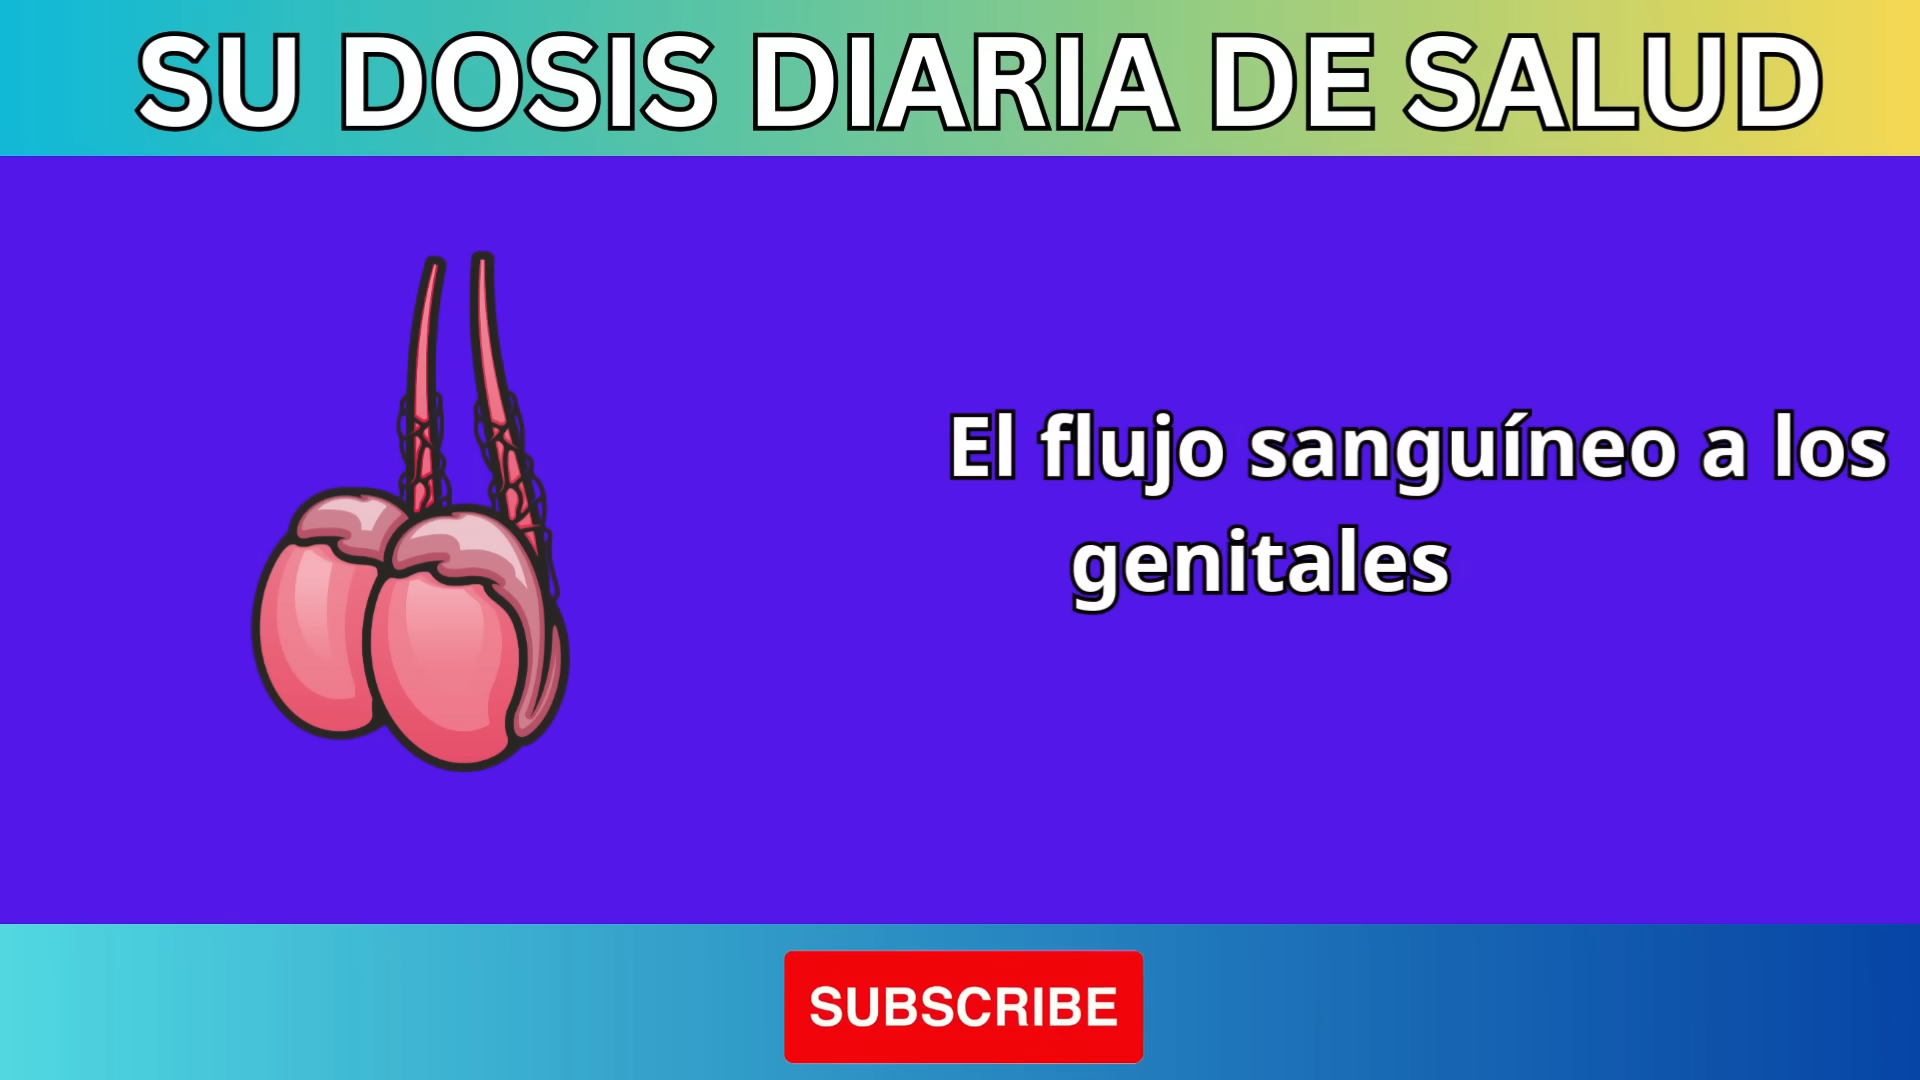 SU DOSIS DIARIA DE SALUD
El flujo sanguíneo a los
genitales
SUBSCRIBE